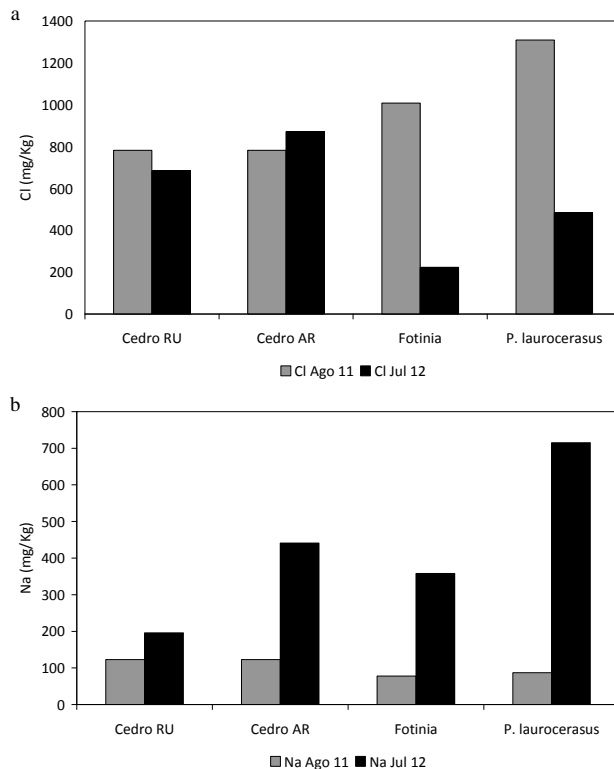 a
1400
1200
1000
800
600
400
200
0
Cl (mg/Kg)
Cedro RU Cedro AR Fotinia P. laurocerasus
Cl Ago 11 Cl Jul 12
b
800
700
600
500
400
300
200
100
0
Na (mg/Kg)
Cedro RU Cedro AR Fotinia P. laurocerasus
Na Ago 11 Na Jul 12